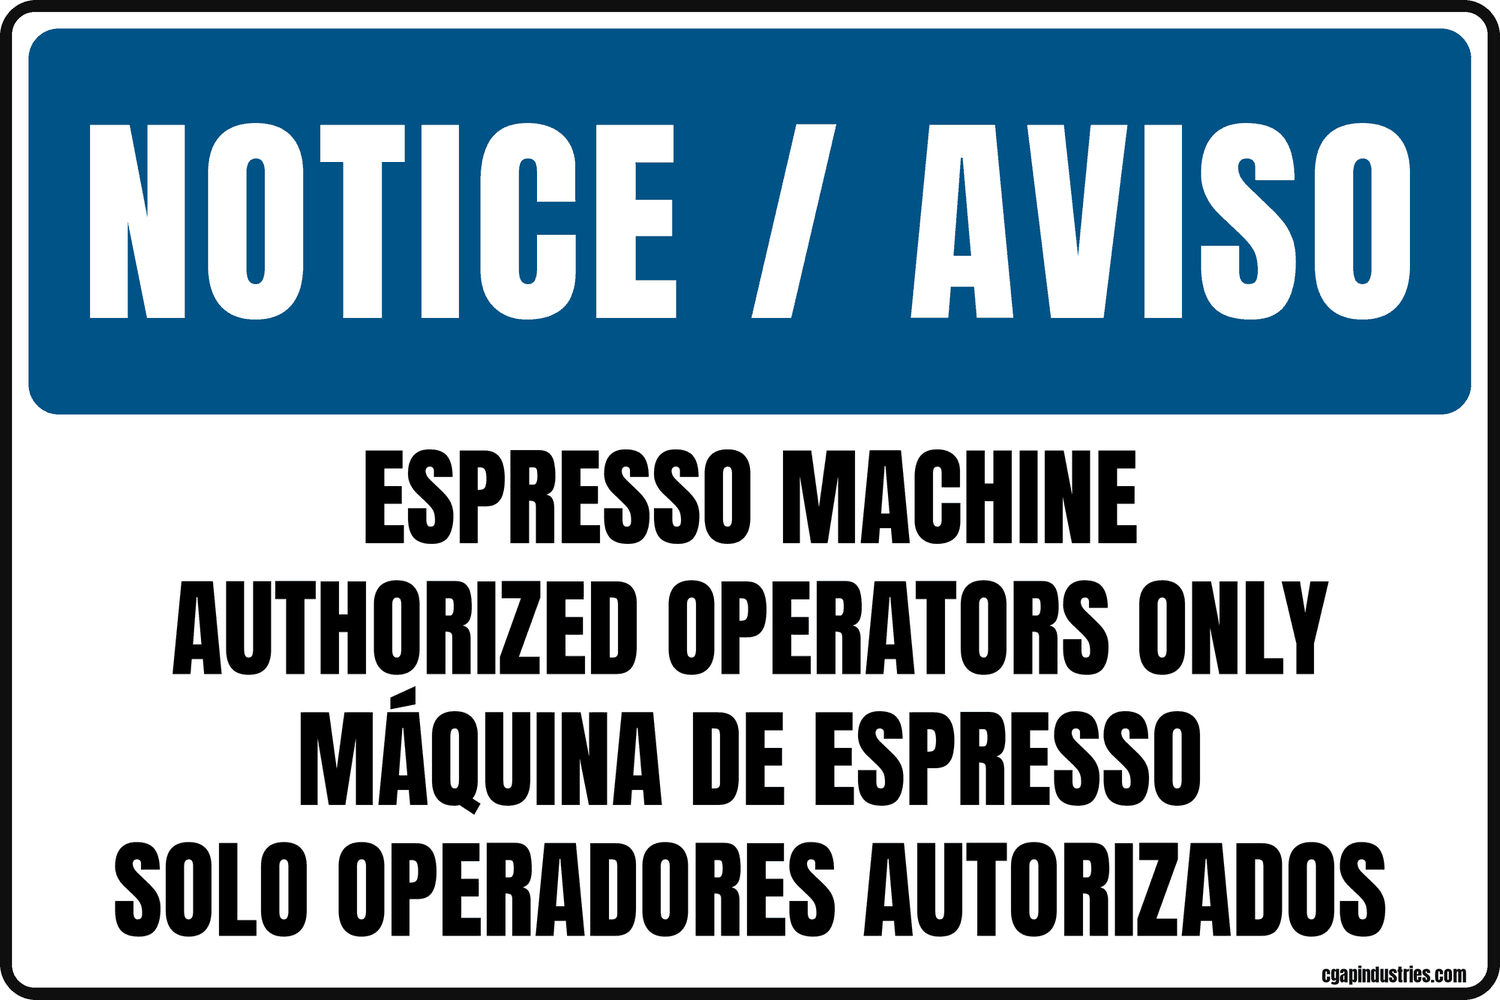 NOTICE / AVISO
ESPRESSO MACHINE
AUTHORIZED OPERATORS ONLY
MÁQUINA DE ESPRESSO
SOLO OPERADORES AUTORIZADOS
cgapindustries.com